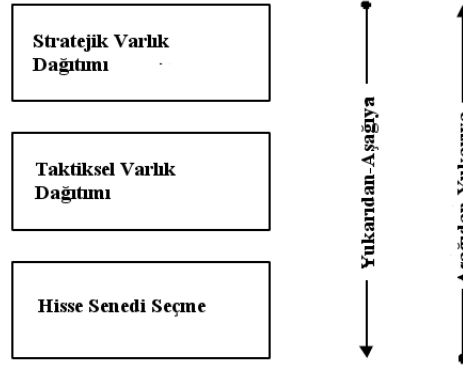 Stratejik Varlık
Dağıtımı
Taktiksel Varlık
Dağıtımı
Hisse Senedi Seçme
Yukarıdan-Aşağıya